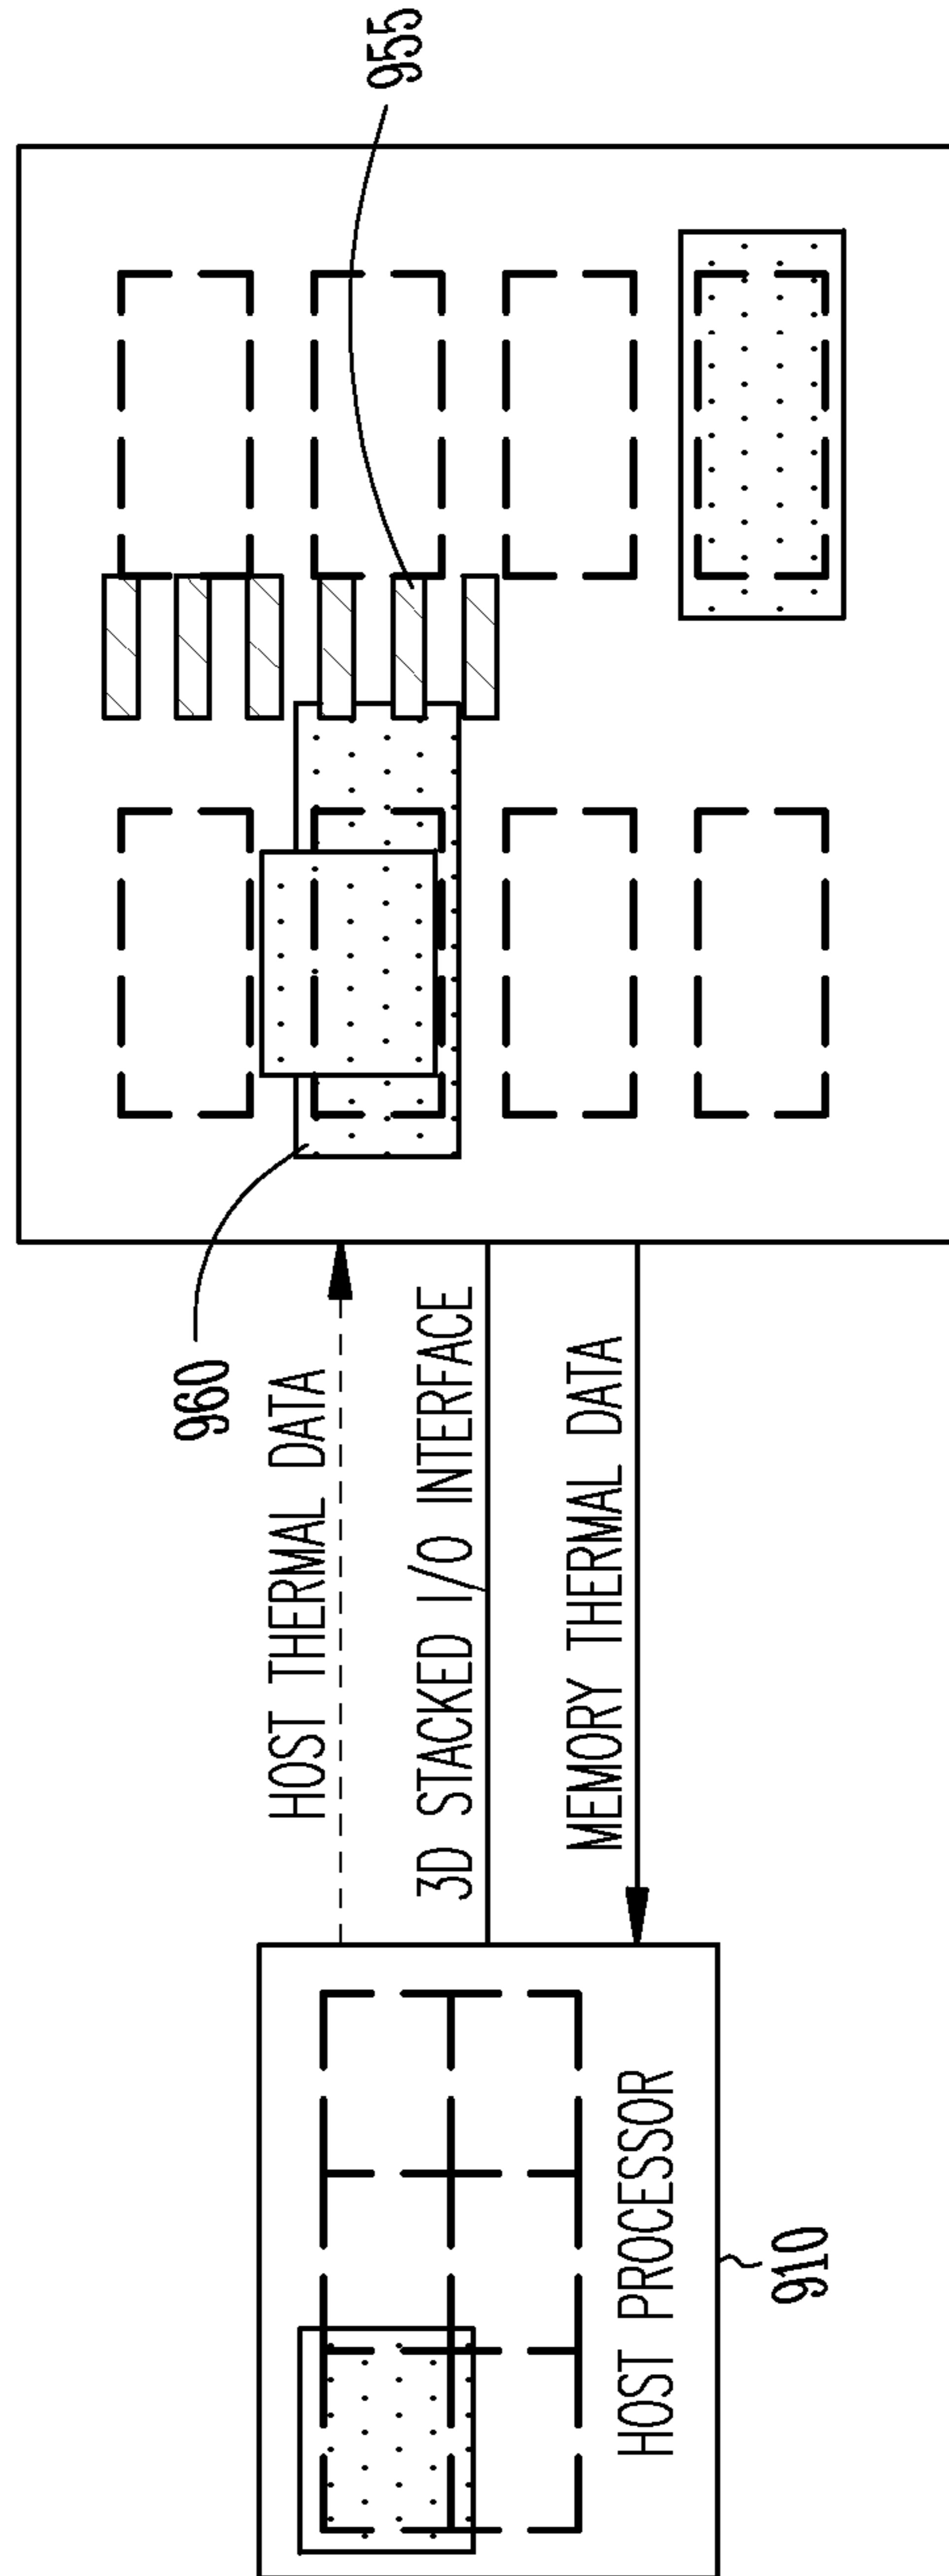 955
960
HOST THERMAL DATA
3D STACKED I/O INTERFACE
MEMORY THERMAL DATA
HOST PROCESSOR
910